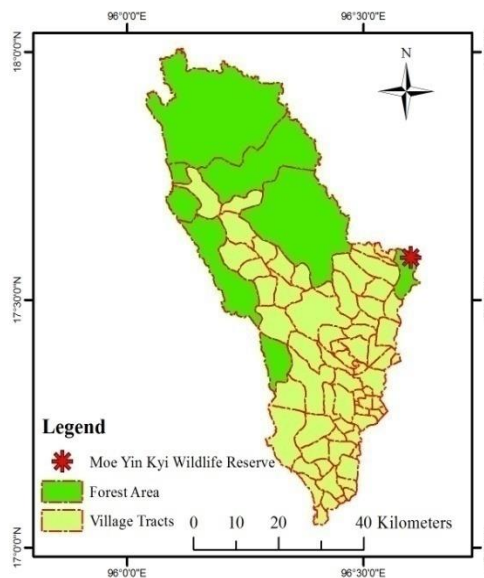 96°0'0"E 96°30'0"E
18°0'0"N
N
17°30'0"N
Legend
Moe Yin Kyi Wildlife Reserve
Forest Area
Village Tracts
0 10 20 40 Kilometers
17°0'0"N
96°0'0"E 96°30'0"E